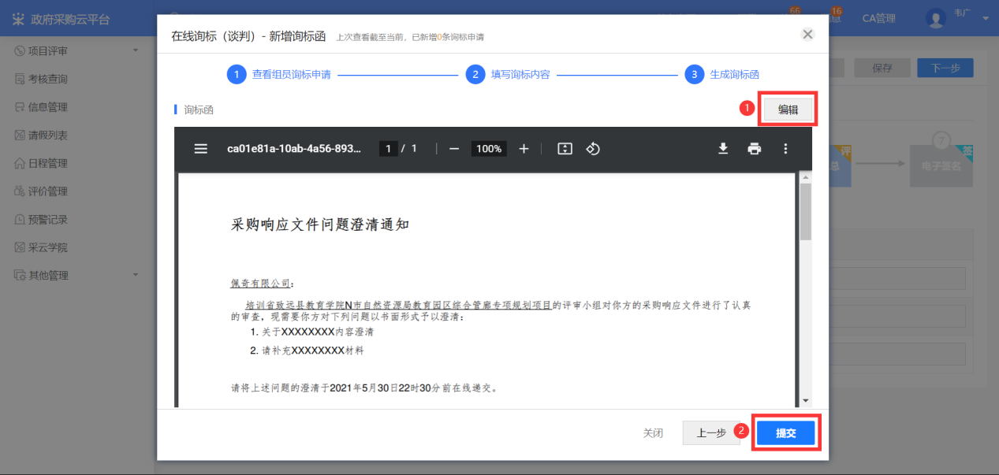 政府采购云平台
66
16
息
CA管理
韦广
项目评审
考核查询
信息管理
请假列表
日程管理
评价管理
预警记录
采云学院
其他管理
保存
下一步
在线询标（谈判）- 新增询标函
上次查看截至当前，已新增0条询标申请
1 查看组员询标申请
2 填写询标内容
3 生成询标函
询标函
1
编辑
ca01e81a-10ab-4a56-893...
1 / 1
100%
采购响应文件问题澄清通知
佩奇有限公司：
培训省致远县教育学院N市自然资源局教育园区综合管廊专项规划项目的评审小组对你方的采购响应文件进行了认真
的审查，现需要你方对下列问题以书面形式予以澄清：
1. 关于XXXXXXXX内容澄清
2. 请补充XXXXXXXX材料
请将上述问题的澄清于2021年5月30日22时30分前在线递交。
评
总
7
签
电子签名
关闭
上一步
2
提交